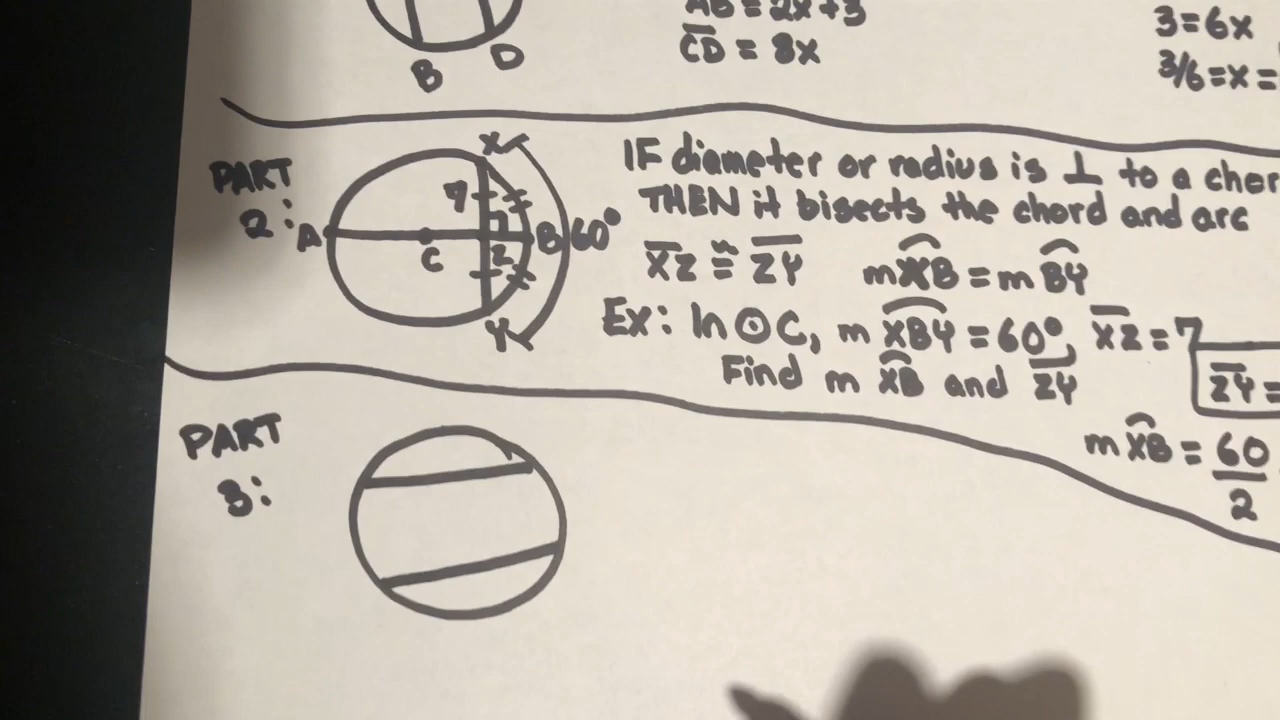 AB = 2x+3
CD = 8x
B D
3=6x
3/6=x=
PART
2:
A
C
X
7
Z
B
Y
60°
IF diameter or radius is ⊥ to a chor
THEN it bisects the chord and arc
XZ ≅ ZY mXB = m BY
Ex: In ⊙C, m XBY = 60°, XZ = 7
Find m XB and ZY
ZY =
m XB = 60
2
PART
3: